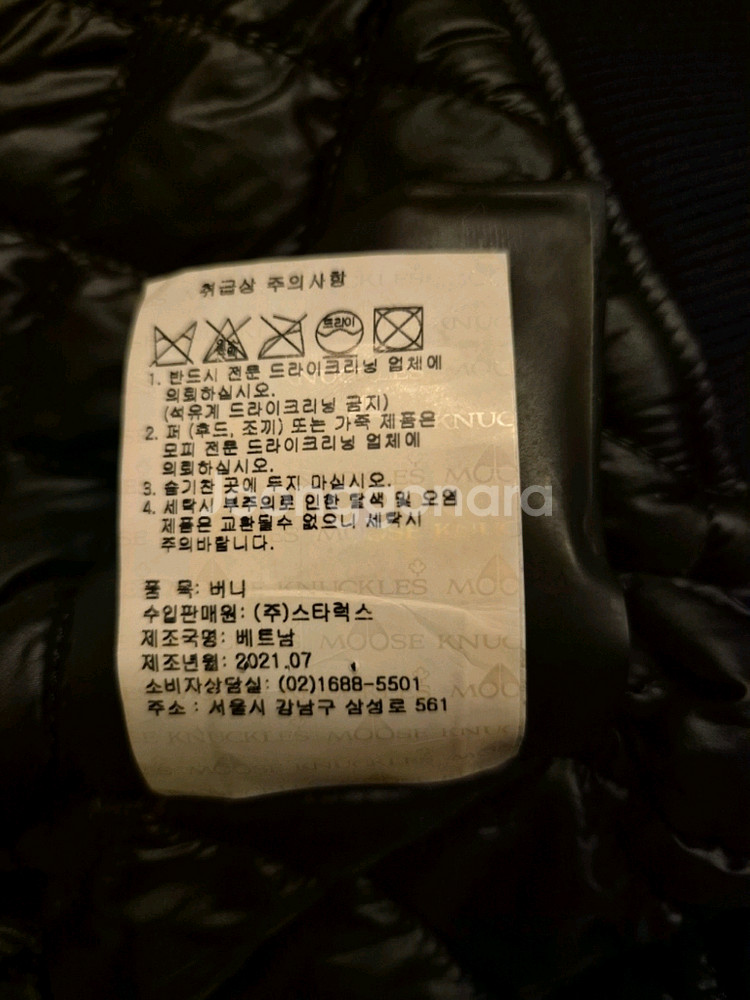 취급상 주의사항
드라이
1. 반드시 전문 드라이크리닝 업체에
의뢰하십시오.
(석유계 드라이크리닝 금지)
2. 퍼 (후드, 조끼) 또는 가죽 제품은
모피 전문 드라이크리닝 업체에
의뢰하십시오.
3. 습기찬 곳에 두지 마십시오.
4. 세탁시 부주의로 인한 탈색 및 오염
제품은 교환될수 없으니 세탁시
주의바랍니다.
품 목: 버니
수입판매원: (주)스타럭스
제조국명: 베트남
제조년월: 2021.07
소비자상담실: (02)1688-5501
주소 : 서울시 강남구 삼성로 561
MOOSE KNUCKLES